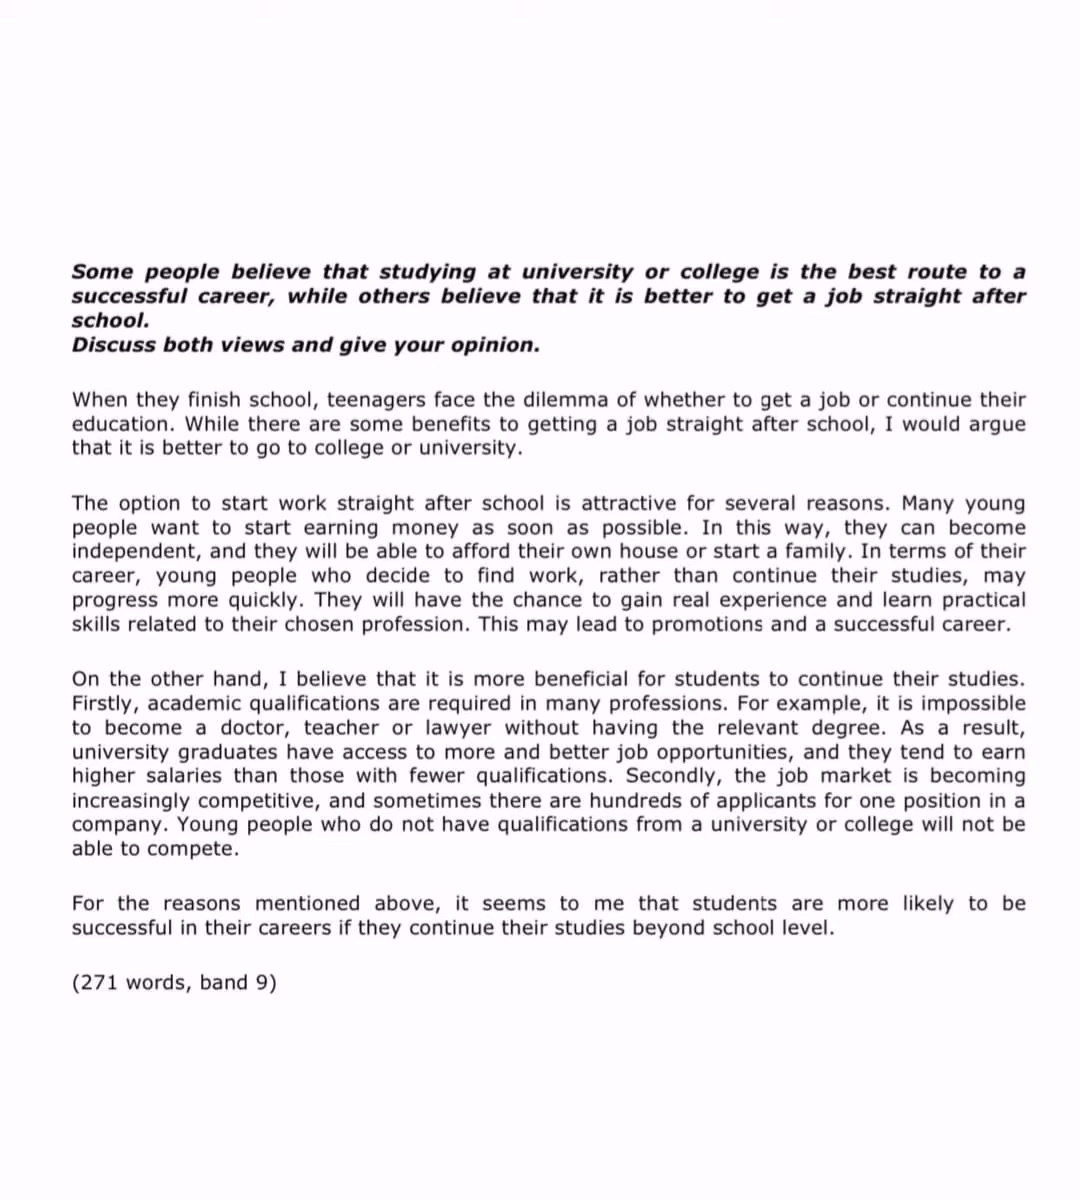 Some people believe that studying at university or college is the best route to a
successful career, while others believe that it is better to get a job straight after
school.
Discuss both views and give your opinion.
When they finish school, teenagers face the dilemma of whether to get a job or continue their
education. While there are some benefits to getting a job straight after school, I would argue
that it is better to go to college or university.
The option to start work straight after school is attractive for several reasons. Many young
people want to start earning money as soon as possible. In this way, they can become
independent, and they will be able to afford their own house or start a family. In terms of their
career, young people who decide to find work, rather than continue their studies, may
progress more quickly. They will have the chance to gain real experience and learn practical
skills related to their chosen profession. This may lead to promotions and a successful career.
On the other hand, I believe that it is more beneficial for students to continue their studies.
Firstly, academic qualifications are required in many professions. For example, it is impossible
to become a doctor, teacher or lawyer without having the relevant degree. As a result,
university graduates have access to more and better job opportunities, and they tend to earn
higher salaries than those with fewer qualifications. Secondly, the job market is becoming
increasingly competitive, and sometimes there are hundreds of applicants for one position in a
company. Young people who do not have qualifications from a university or college will not be
able to compete.
For the reasons mentioned above, it seems to me that students are more likely to be
successful in their careers if they continue their studies beyond school level.
(271 words, band 9)